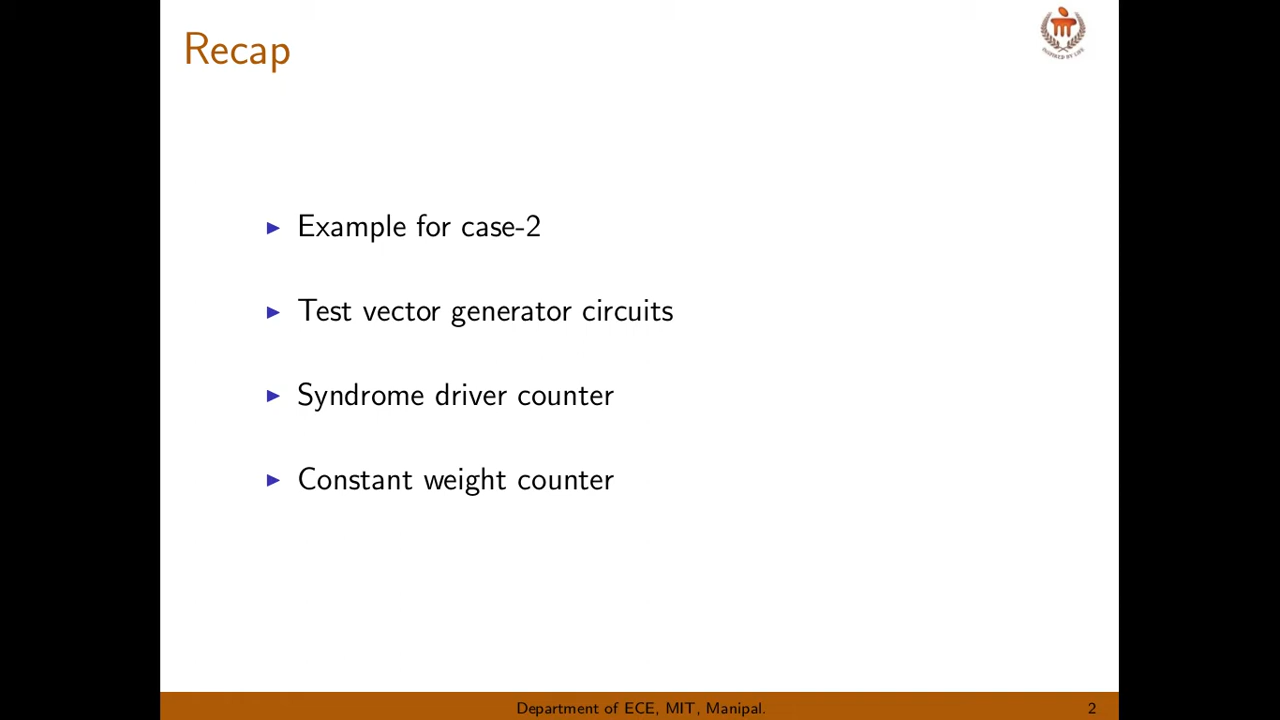 Recap
Example for case-2
Test vector generator circuits
Syndrome driver counter
Constant weight counter
Department of ECE, MIT, Manipal.
2